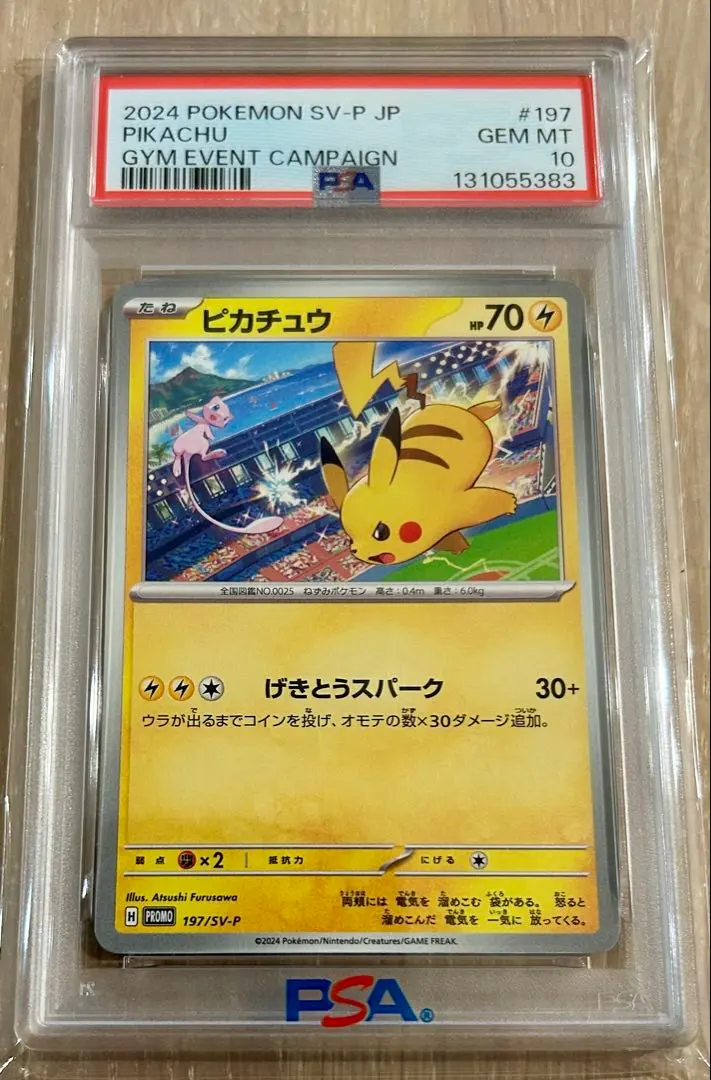 2024 POKEMON SV-P JP #197
PIKACHU GEM MT
GYM EVENT CAMPAIGN 10
PSA 131055383
たね ピカチュウ HP70
全国図鑑NO.0025 ねずみポケモン 高さ:0.4m 重さ:6.0kg
げきとうスパーク 30+
ウラが出るまでコインを投げ、オモテの数×30ダメージ追加。
弱点 ×2 抵抗力 にげる
Illus. Atsushi Furusawa
両頬には 電気を 溜めこむ 袋がある。 怒ると
溜めこんだ 電気を 一気に 放ってくる。
H PROMO 197/SV-P
©2024 Pokémon/Nintendo/Creatures/GAME FREAK.
PSA®